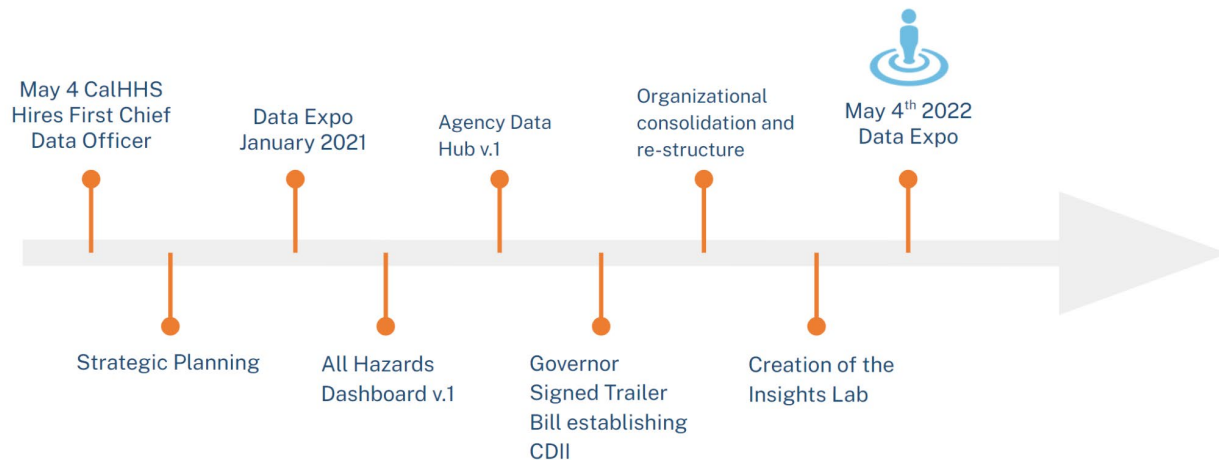 May 4 CalHHS
Hires First Chief
Data Officer
Data Expo
January 2021
Agency Data
Hub v.1
Organizational
consolidation and
re-structure
May 4th 2022
Data Expo
Strategic Planning
All Hazards
Dashboard v.1
Governor
Signed Trailer
Bill establishing
CDII
Creation of the
Insights Lab